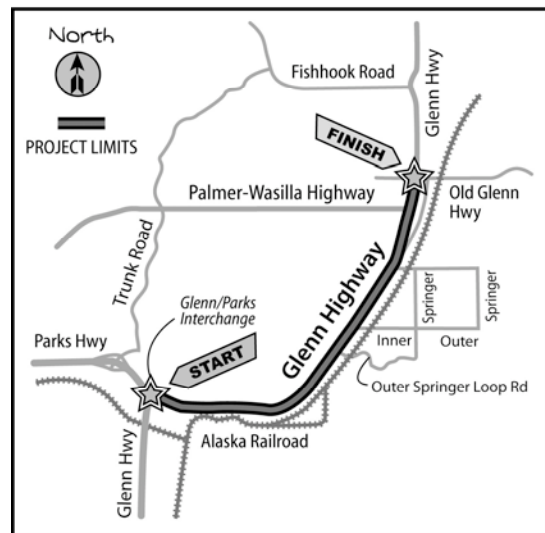 North
PROJECT LIMITS
Fishhook Road
Glenn Hwy
FINISH
Palmer-Wasilla Highway
Old Glenn
Hwy
Trunk Road
Glenn Highway
Springer
Springer
Glenn/Parks
Interchange
Parks Hwy
START
Inner
Outer
Outer Springer Loop Rd
Alaska Railroad
Glenn Hwy